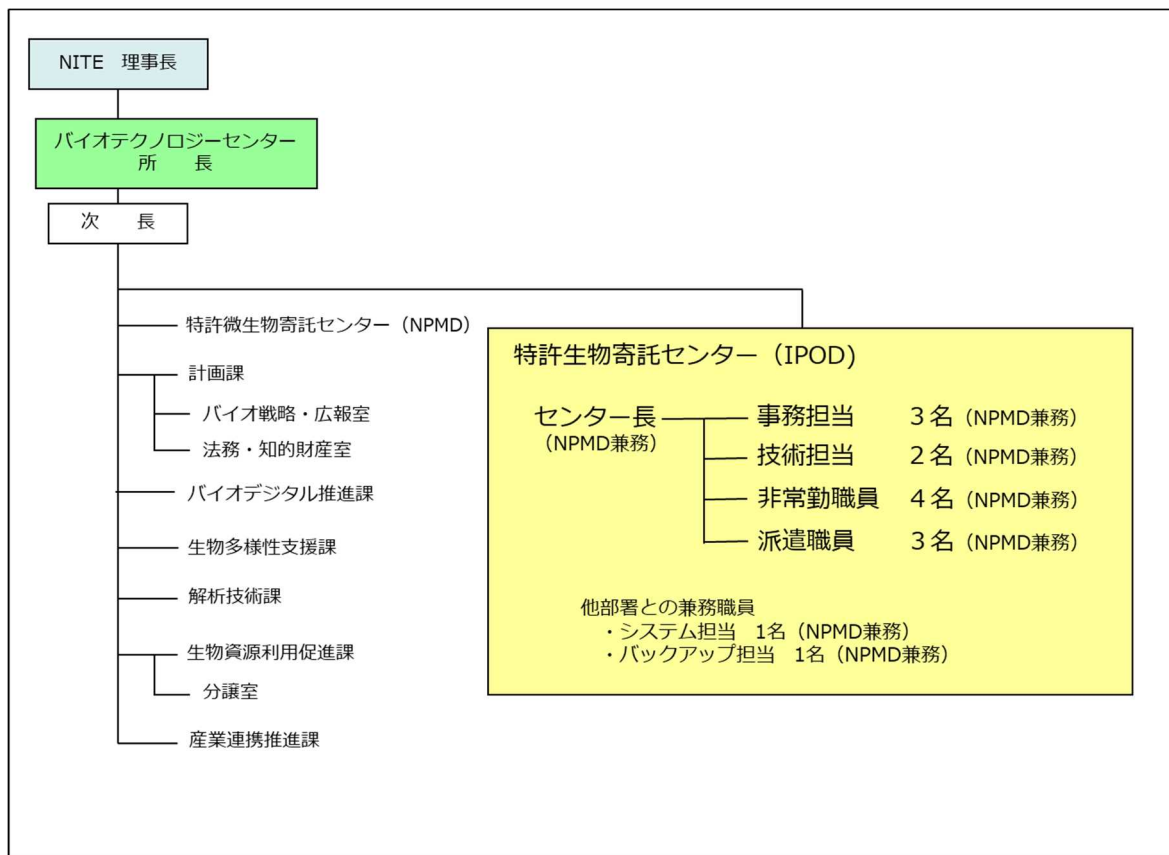 NITE 理事長
バイオテクノロジーセンター
所 長
次 長
特許微生物寄託センター（NPMD）
計画課
バイオ戦略・広報室
法務・知的財産室
バイオデジタル推進課
生物多様性支援課
解析技術課
生物資源利用促進課
分譲室
産業連携推進課
特許生物寄託センター（IPOD)
センター長
（NPMD兼務）
事務担当 ３名（NPMD兼務）
技術担当 ２名（NPMD兼務）
非常勤職員 ４名（NPMD兼務）
派遣職員 ３名（NPMD兼務）
他部署との兼務職員
・システム担当 1名（NPMD兼務）
・バックアップ担当 1名（NPMD兼務）